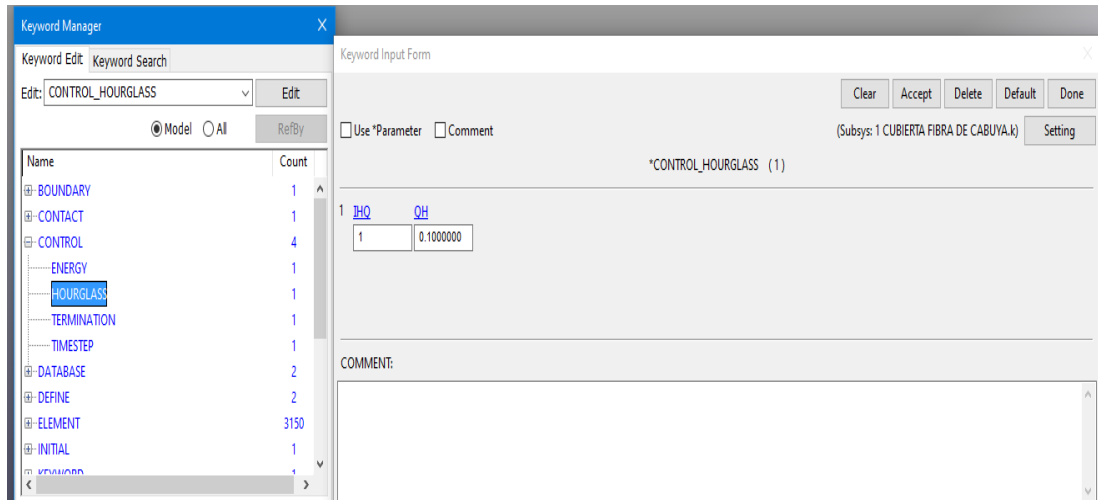 Keyword Manager X
Keyword Edit Keyword Search
Edit: CONTROL_HOURGLASS Edit
Model All RefBy
Name Count
BOUNDARY 1
CONTACT 1
CONTROL 4
ENERGY 1
HOURGLASS 1
TERMINATION 1
TIMESTEP 1
DATABASE 2
DEFINE 2
ELEMENT 3150
INITIAL 1
KEYWORD 1
Keyword Input Form X
Clear Accept Delete Default Done
Use *Parameter Comment (Subsys: 1 CUBIERTA FIBRA DE CABUYA.k) Setting
*CONTROL_HOURGLASS (1)
1 IHQ QH
1 0.1000000
COMMENT: